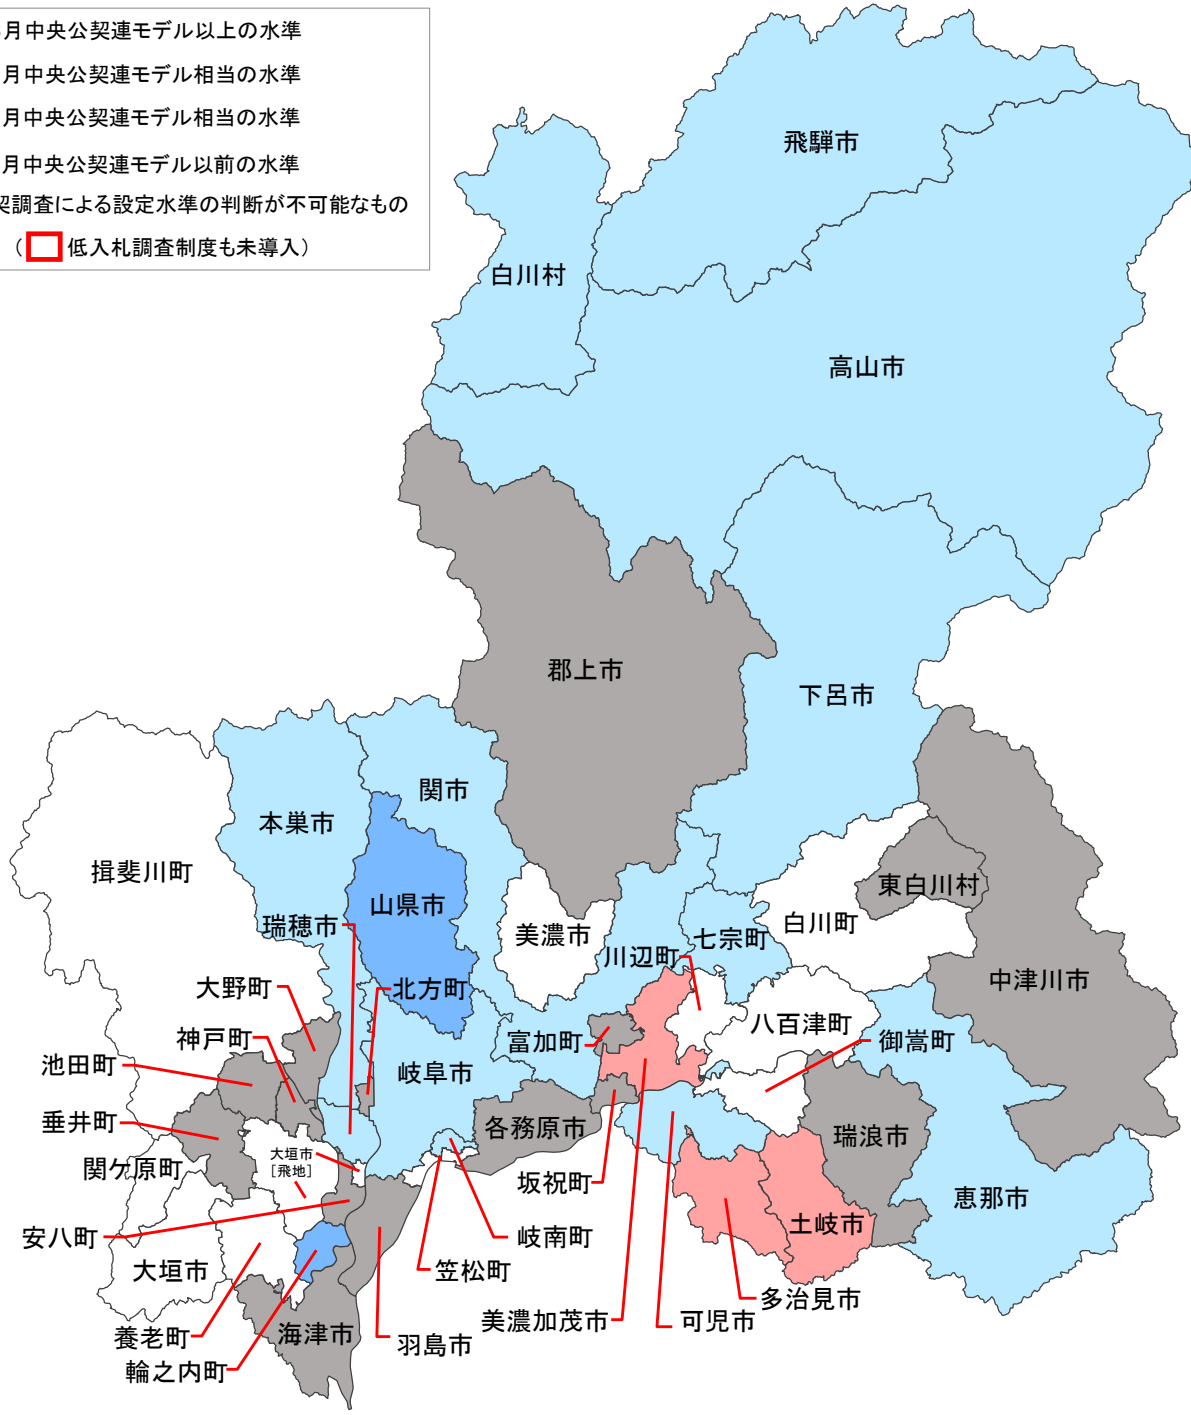 月中央公契連モデル以上の水準
月中央公契連モデル相当の水準
月中央公契連モデル相当の水準
月中央公契連モデル以前の水準
契調査による設定水準の判断が不可能なもの
（ 低入札調査制度も未導入）
飛騨市
白川村
高山市
郡上市
下呂市
関市
本巣市
揖斐川町
山県市
東白川村
瑞穂市
美濃市
白川町
七宗町
川辺町
中津川市
大野町
北方町
八百津町
神戸町
富加町
御嵩町
池田町
岐阜市
垂井町
各務原市
瑞浪市
大垣市
［飛地］
関ケ原町
坂祝町
恵那市
土岐市
安八町
岐南町
大垣市
笠松町
多治見市
美濃加茂市
可児市
養老町
海津市
羽島市
輪之内町